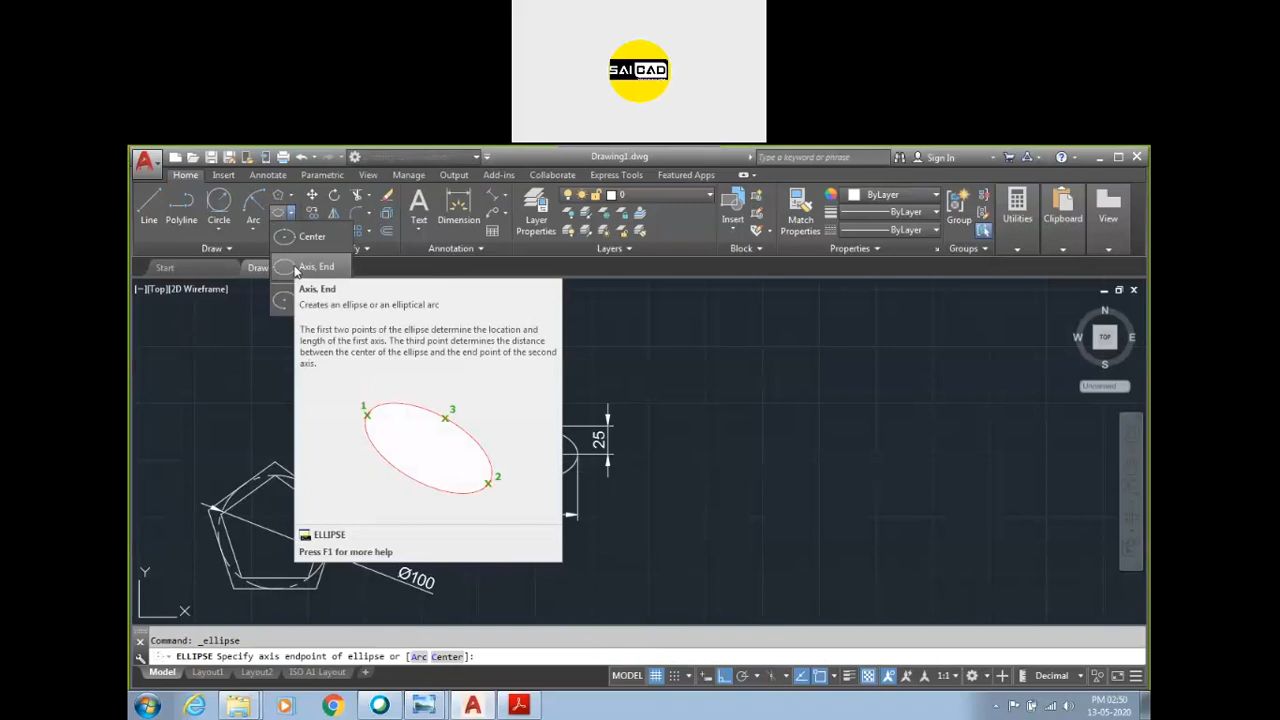 SAI CAD
Drawing1.dwg
Type a keyword or phrase
Sign In
Home Insert Annotate Parametric View Manage Output Add-ins Collaborate Express Tools Featured Apps
Line Polyline Circle Arc
Text Dimension
Layer
Properties
0
Insert
Match
Properties
ByLayer
ByLayer
ByLayer
Group
Utilities
Clipboard
View
Draw
Annotation
Layers
Block
Properties
Groups
Center
Axis, End
Start
Draw
[−][Top][2D Wireframe]
Axis, End
Creates an ellipse or an elliptical arc
The first two points of the ellipse determine the location and
length of the first axis. The third point determines the distance
between the center of the ellipse and the end point of the second
axis.
1
3
2
ELLIPSE
Press F1 for more help
N
W TOP E
S
Unnamed
25
Ø100
Y
X
Command: _ellipse
ELLIPSE Specify axis endpoint of ellipse or [Arc Center]:
Model Layout1 Layout2 ISO A1 Layout +
MODEL
1:1
Decimal
PM 02:50
13-05-2020